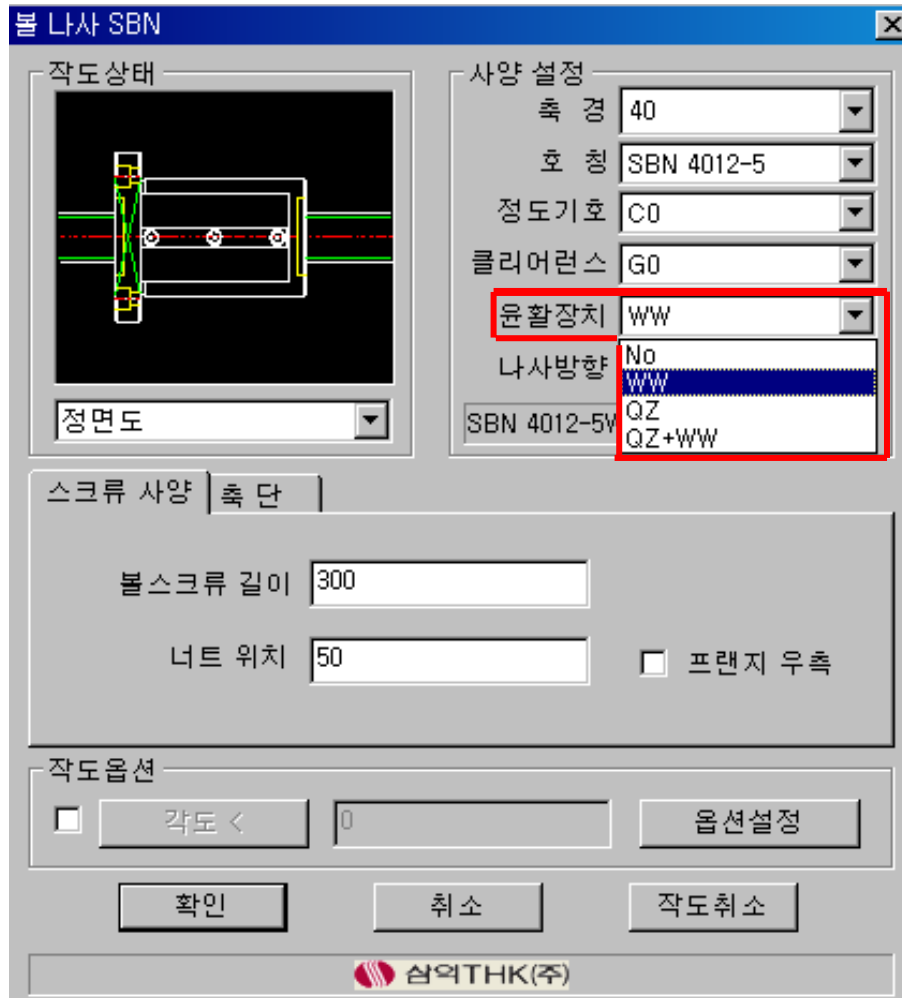 볼 나사 SBN
작도상태
정면도
사양 설정
축 경 40
호 칭 SBN 4012-5
정도기호 C0
클리어런스 G0
윤활장치 WW
No
WW
QZ
QZ+WW
나사방향
SBN 4012-5W
스크류 사양 축 단
볼스크류 길이 300
너트 위치 50
프랜지 우측
작도옵션
각도 < 0 옵션설정
확인 취소 작도취소
삼익THK(주)